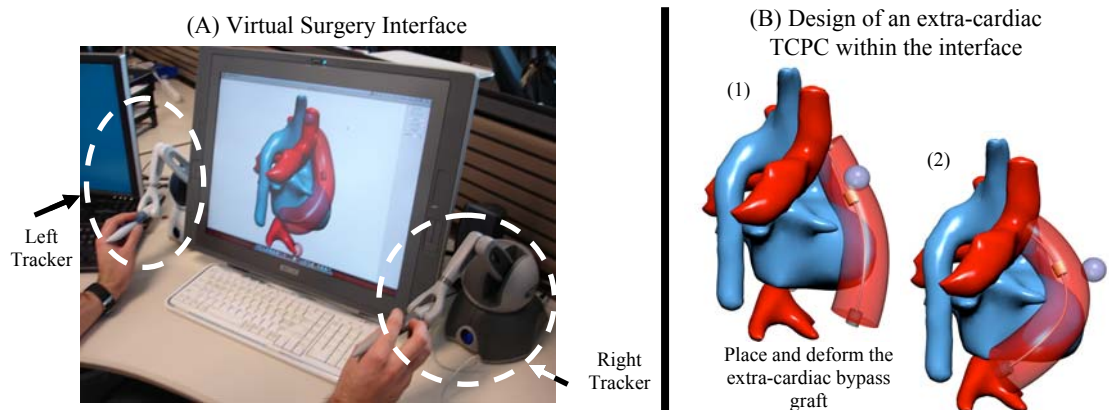 (A) Virtual Surgery Interface
Left
Tracker
Right
Tracker
(B) Design of an extra-cardiac
TCPC within the interface
(1)
(2)
Place and deform the
extra-cardiac bypass
graft